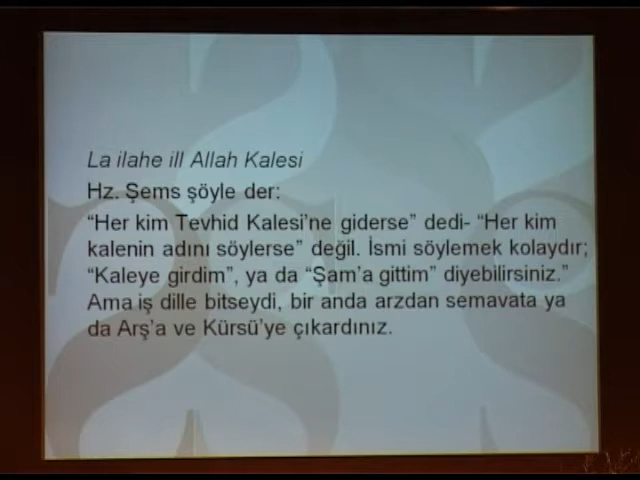 La ilahe ill Allah Kalesi
Hz. Şems şöyle der:
“Her kim Tevhid Kalesi’ne giderse” dedi- “Her kim
kalenin adını söylerse” değil. İsmi söylemek kolaydır;
“Kaleye girdim”, ya da “Şam’a gittim” diyebilirsiniz.”
Ama iş dille bitseydi, bir anda arzdan semavata ya
da Arş’a ve Kürsü’ye çıkardınız.